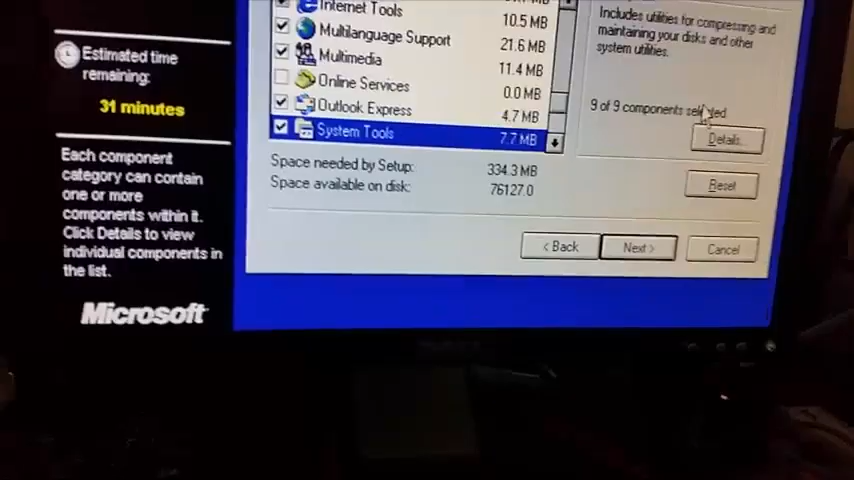 Estimated time
remaining:
31 minutes
Each component
category can contain
one or more
components within it.
Click Details to view
individual components in
the list.
Microsoft
Internet Tools 10.5 MB
Multilanguage Support 21.6 MB
Multimedia 11.4 MB
Online Services 0.0 MB
Outlook Express 4.7 MB
System Tools 7.7 MB
Space needed by Setup: 334.3 MB
Space available on disk: 76127.0
Includes utilities for compressing and
maintaining your disks and other
system utilities.
9 of 9 components selected
Details...
Reset
< Back
Next >
Cancel